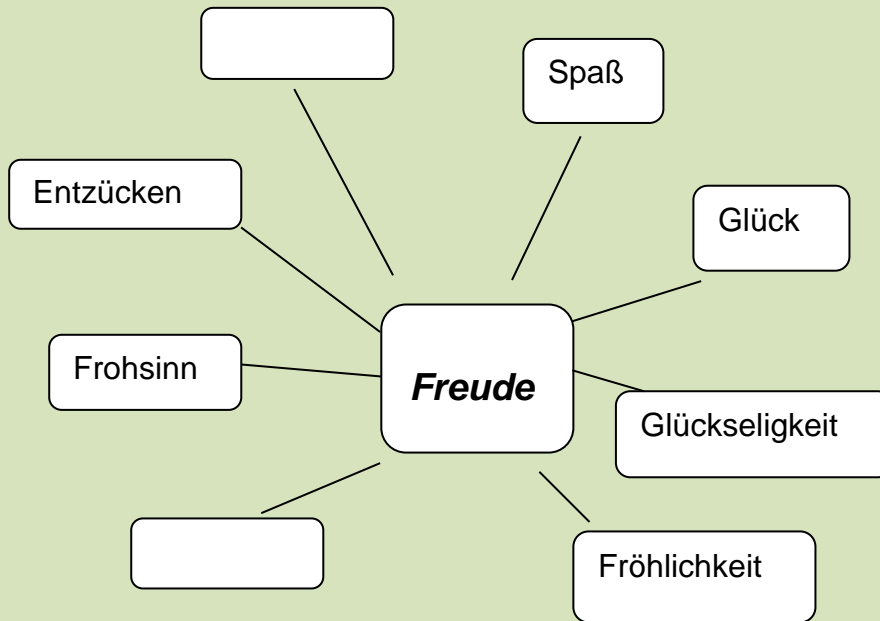 Spaß
Entzücken
Glück
Frohsinn
Freude
Glückseligkeit
Fröhlichkeit